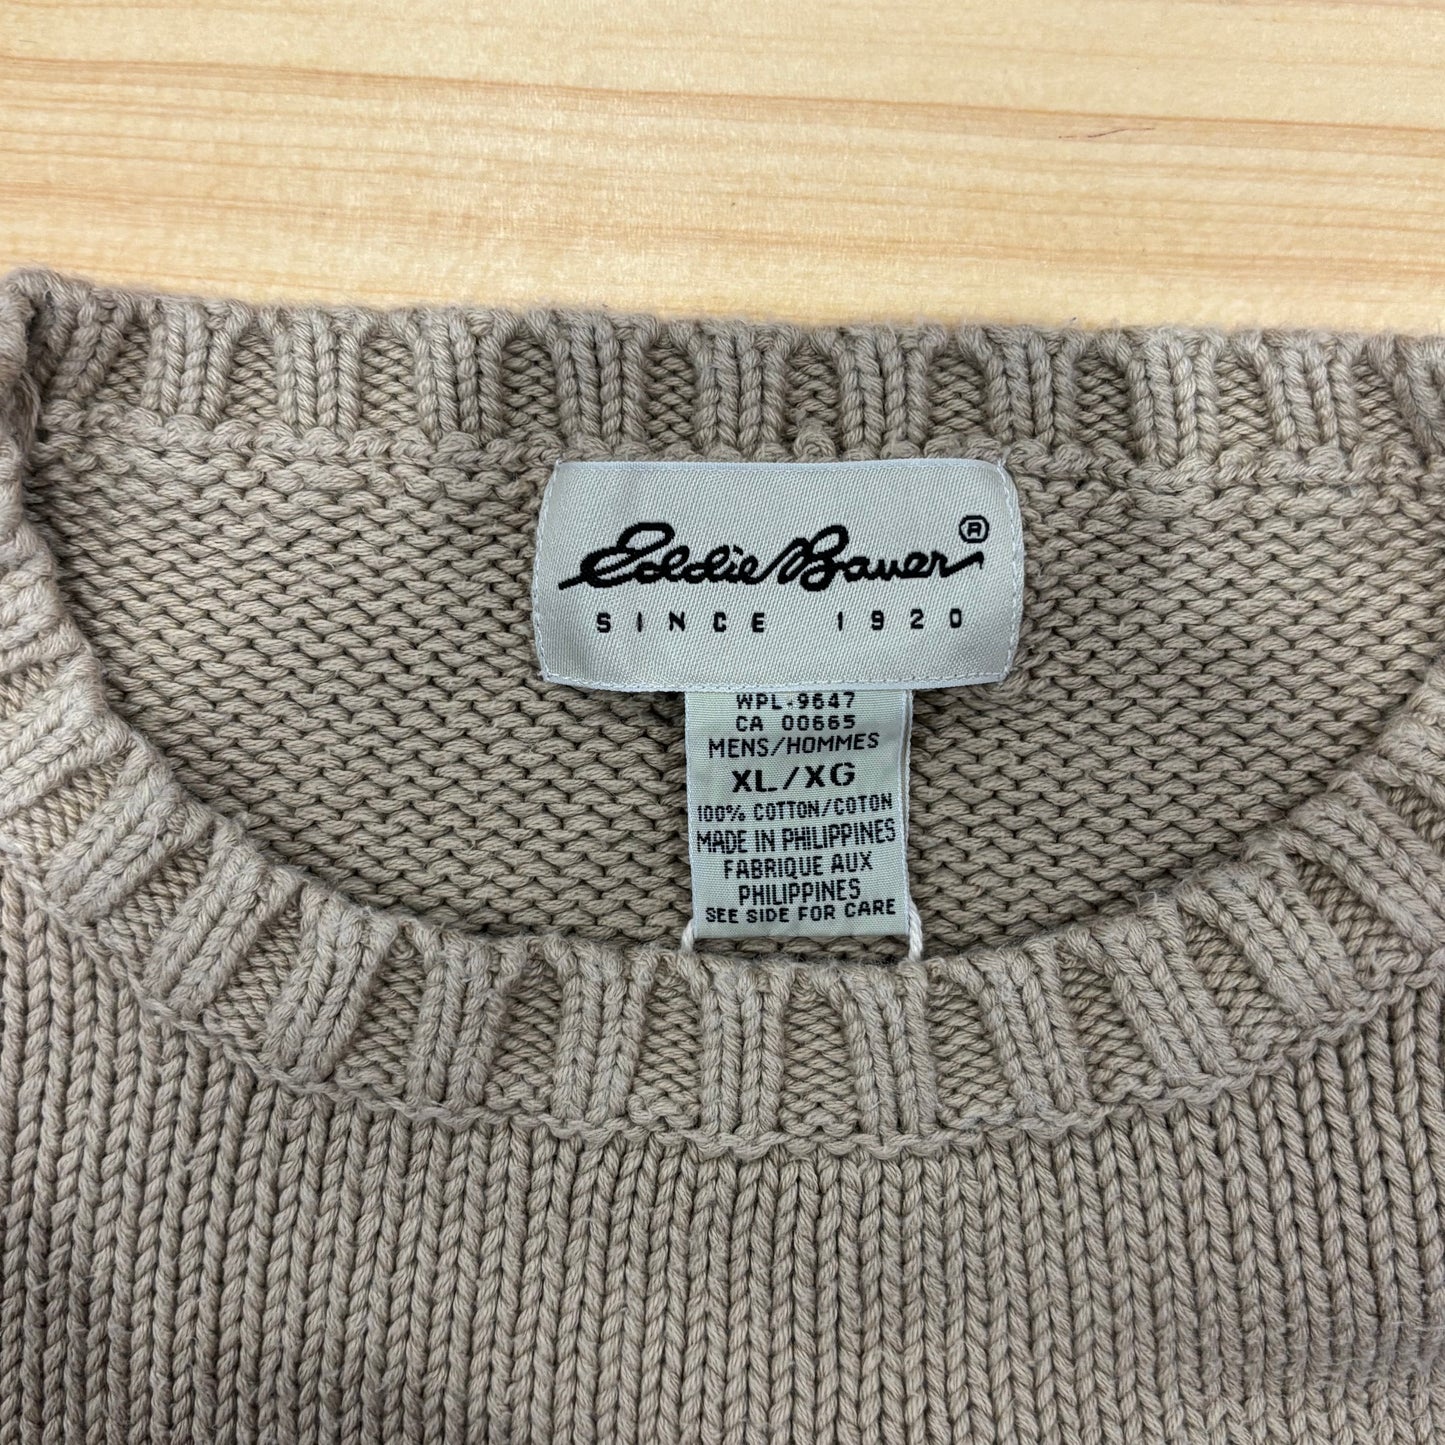 Eddie Bauer®
SINCE 1920
WPL-9647
CA 00665
MENS/HOMMES
XL/XG
100% COTTON/COTON
MADE IN PHILIPPINES
FABRIQUE AUX
PHILIPPINES
SEE SIDE FOR CARE